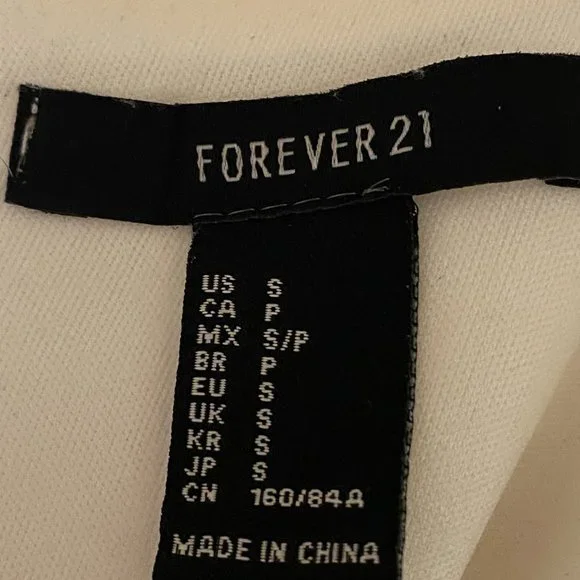 FOREVER 21
US S
CA P
MX S/P
BR P
EU S
UK S
KR S
JP S
CN 160/84A
MADE IN CHINA